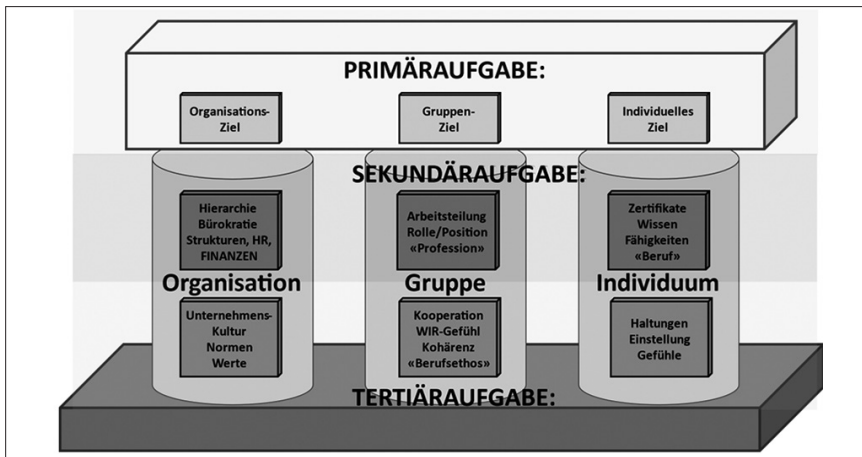 PRIMÄRAUFGABE:
Organisations-
Ziel
Gruppen-
Ziel
Individuelles
Ziel
SEKUNDÄRAUFGABE:
Hierarchie
Bürokratie
Strukturen, HR,
FINANZEN
Arbeitsteilung
Rolle/Position
«Profession»
Zertifikate
Wissen
Fähigkeiten
«Beruf»
Organisation
Gruppe
Individuum
Unternehmens-
Kultur
Normen
Werte
Kooperation
WIR-Gefühl
Kohärenz
«Berufsethos»
Haltungen
Einstellung
Gefühle
TERTIÄRAUFGABE: